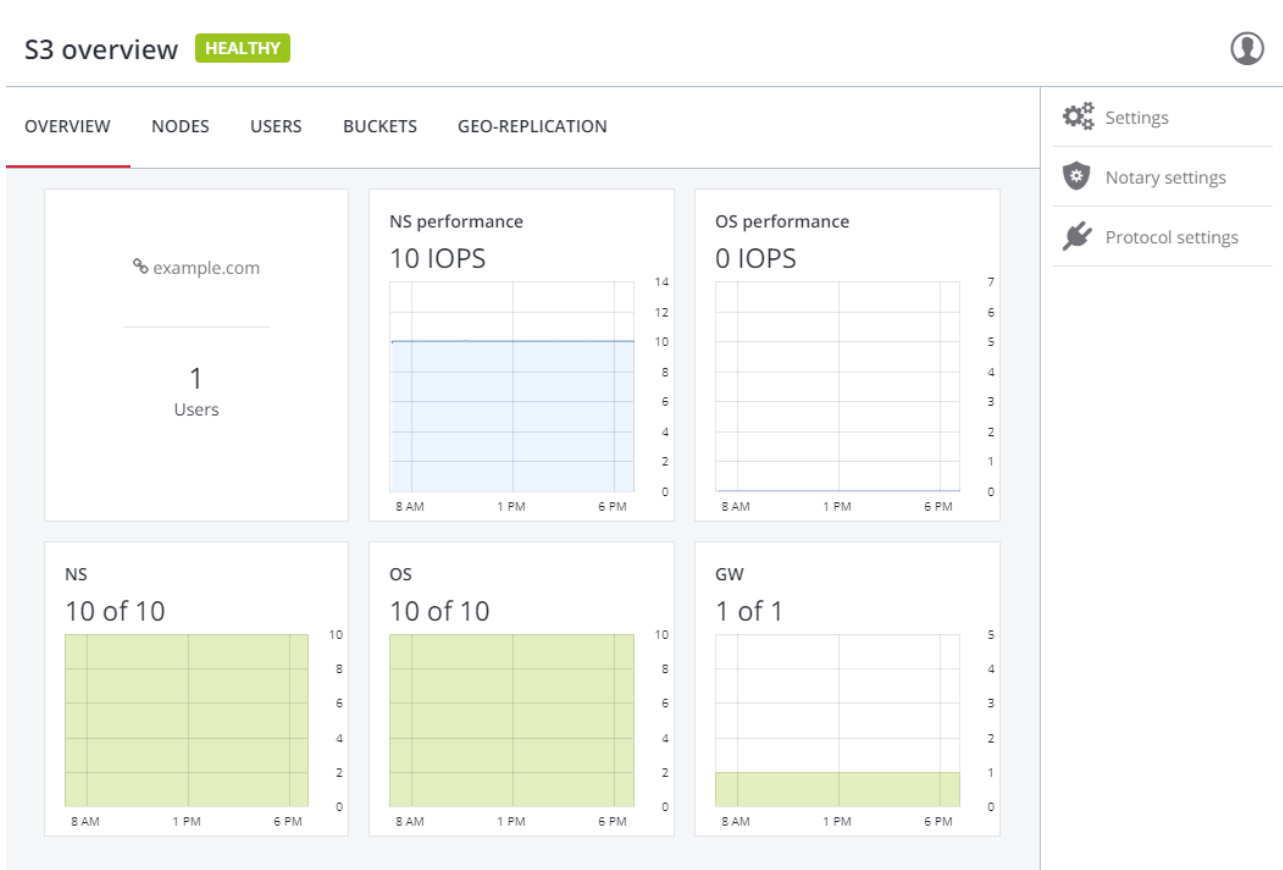 S3 overview HEALTHY
OVERVIEW NODES USERS BUCKETS GEO-REPLICATION
Settings
Notary settings
Protocol settings
example.com
1
Users
NS performance
10 IOPS
14
12
10
8
6
4
2
0
8 AM 1 PM 6 PM
OS performance
0 IOPS
7
6
5
4
3
2
1
0
8 AM 1 PM 6 PM
NS
10 of 10
10
8
6
4
2
0
8 AM 1 PM 6 PM
OS
10 of 10
10
8
6
4
2
0
8 AM 1 PM 6 PM
GW
1 of 1
5
4
3
2
1
0
8 AM 1 PM 6 PM